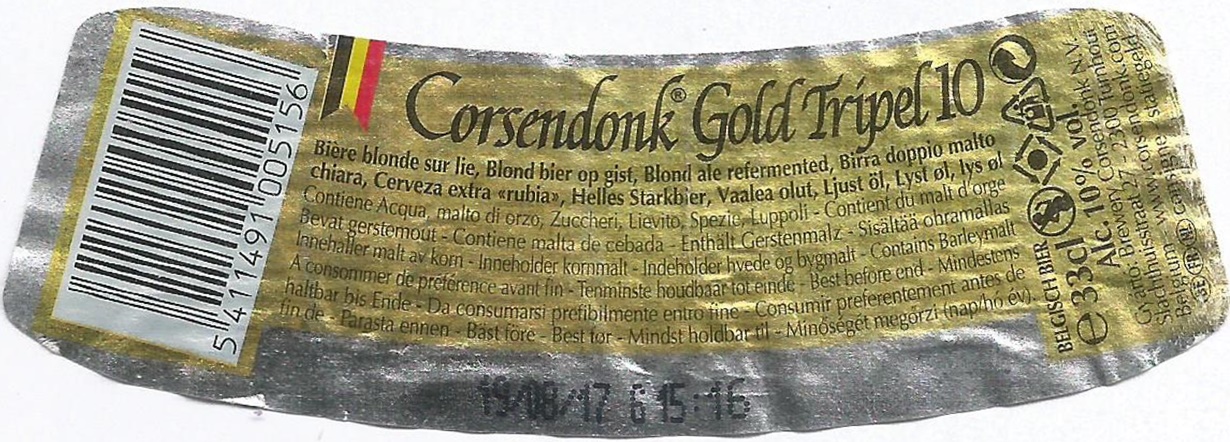 5 411491 005156
Corsendonk® Gold Tripel 10
Bière blonde sur lie, Blond bier op gist, Blond ale refermented, Birra doppio malto
chiara, Cerveza extra «rubia», Helles Starkbier, Vaalea olut, Ljust öl, Lyst øl, lys øl
Contiene Acqua, malto di orzo, Zuccheri, Lievito, Spezie, Luppoli - Contient du malt d'orge
Bevat gerstemout - Contiene malta de cebada - Enthält Gerstenmalz - Sisältää ohramallas
Innehaller malt av korn - Inneholder kornmalt - Indeholder hvede og bygmalt - Contains Barleymalt
A consommer de préférence avant fin - Tenminste houdbaar tot einde - Best before end - Mindestens
haltbar bis Ende - Da consumarsi prefibilmente entro fine - Consumir preferentement antes de
fin de - Parasta ennen - Bäst före - Best før - Mindst holdbar til - Minőségét megőrzi (nap/hó év).
19/08/17 6 15:16
BELGISCH BIER
e 33cl
Alc. 10% vol.
Brewery Corsendonk N.V.
Slachthuisstraat 27 - 2300 Turnhout
Belgium - www.corsendonk.com